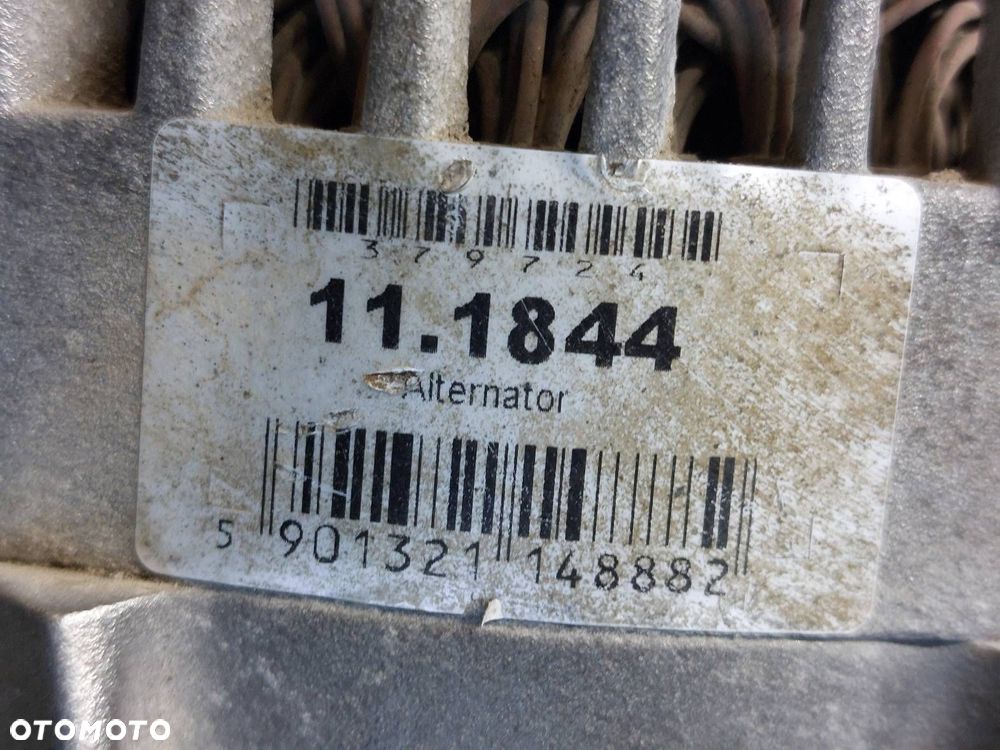 379724
11.1844
Alternator
5 901321 148882
OTOMOTO